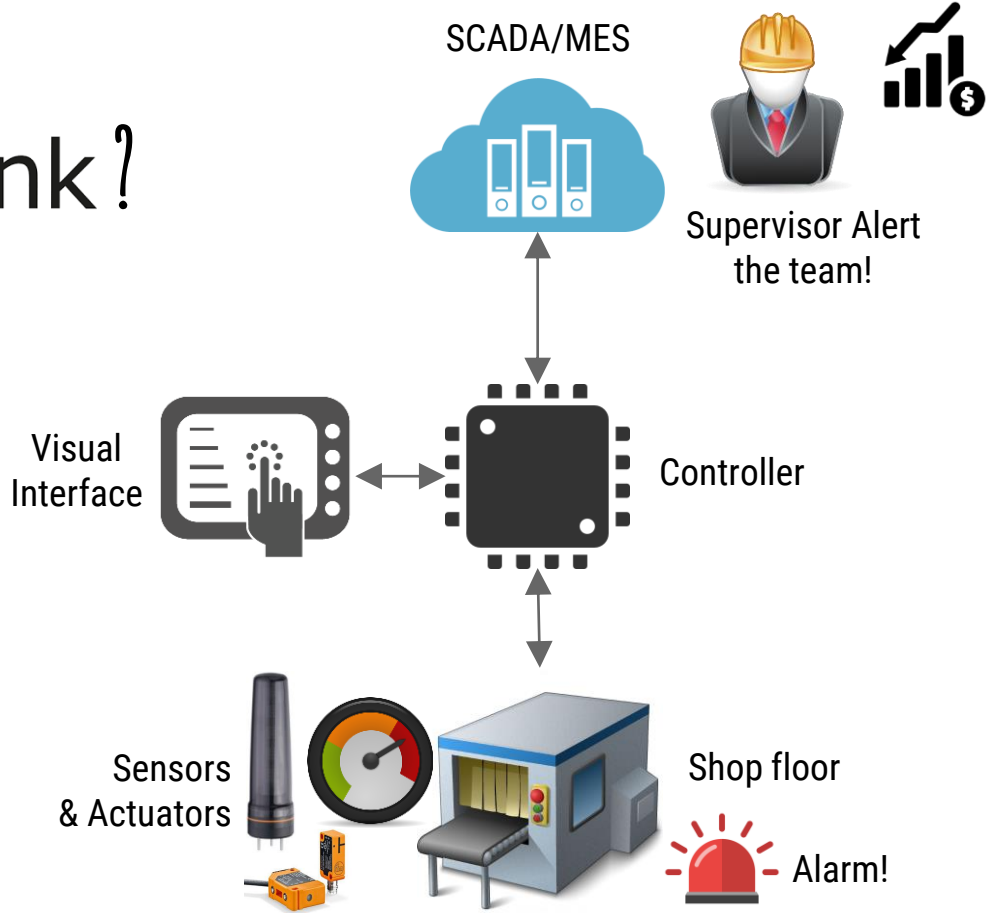 SCADA/MES
nk?
Supervisor Alert
the team!
Visual
Interface
Controller
Sensors
& Actuators
Shop floor
Alarm!
$